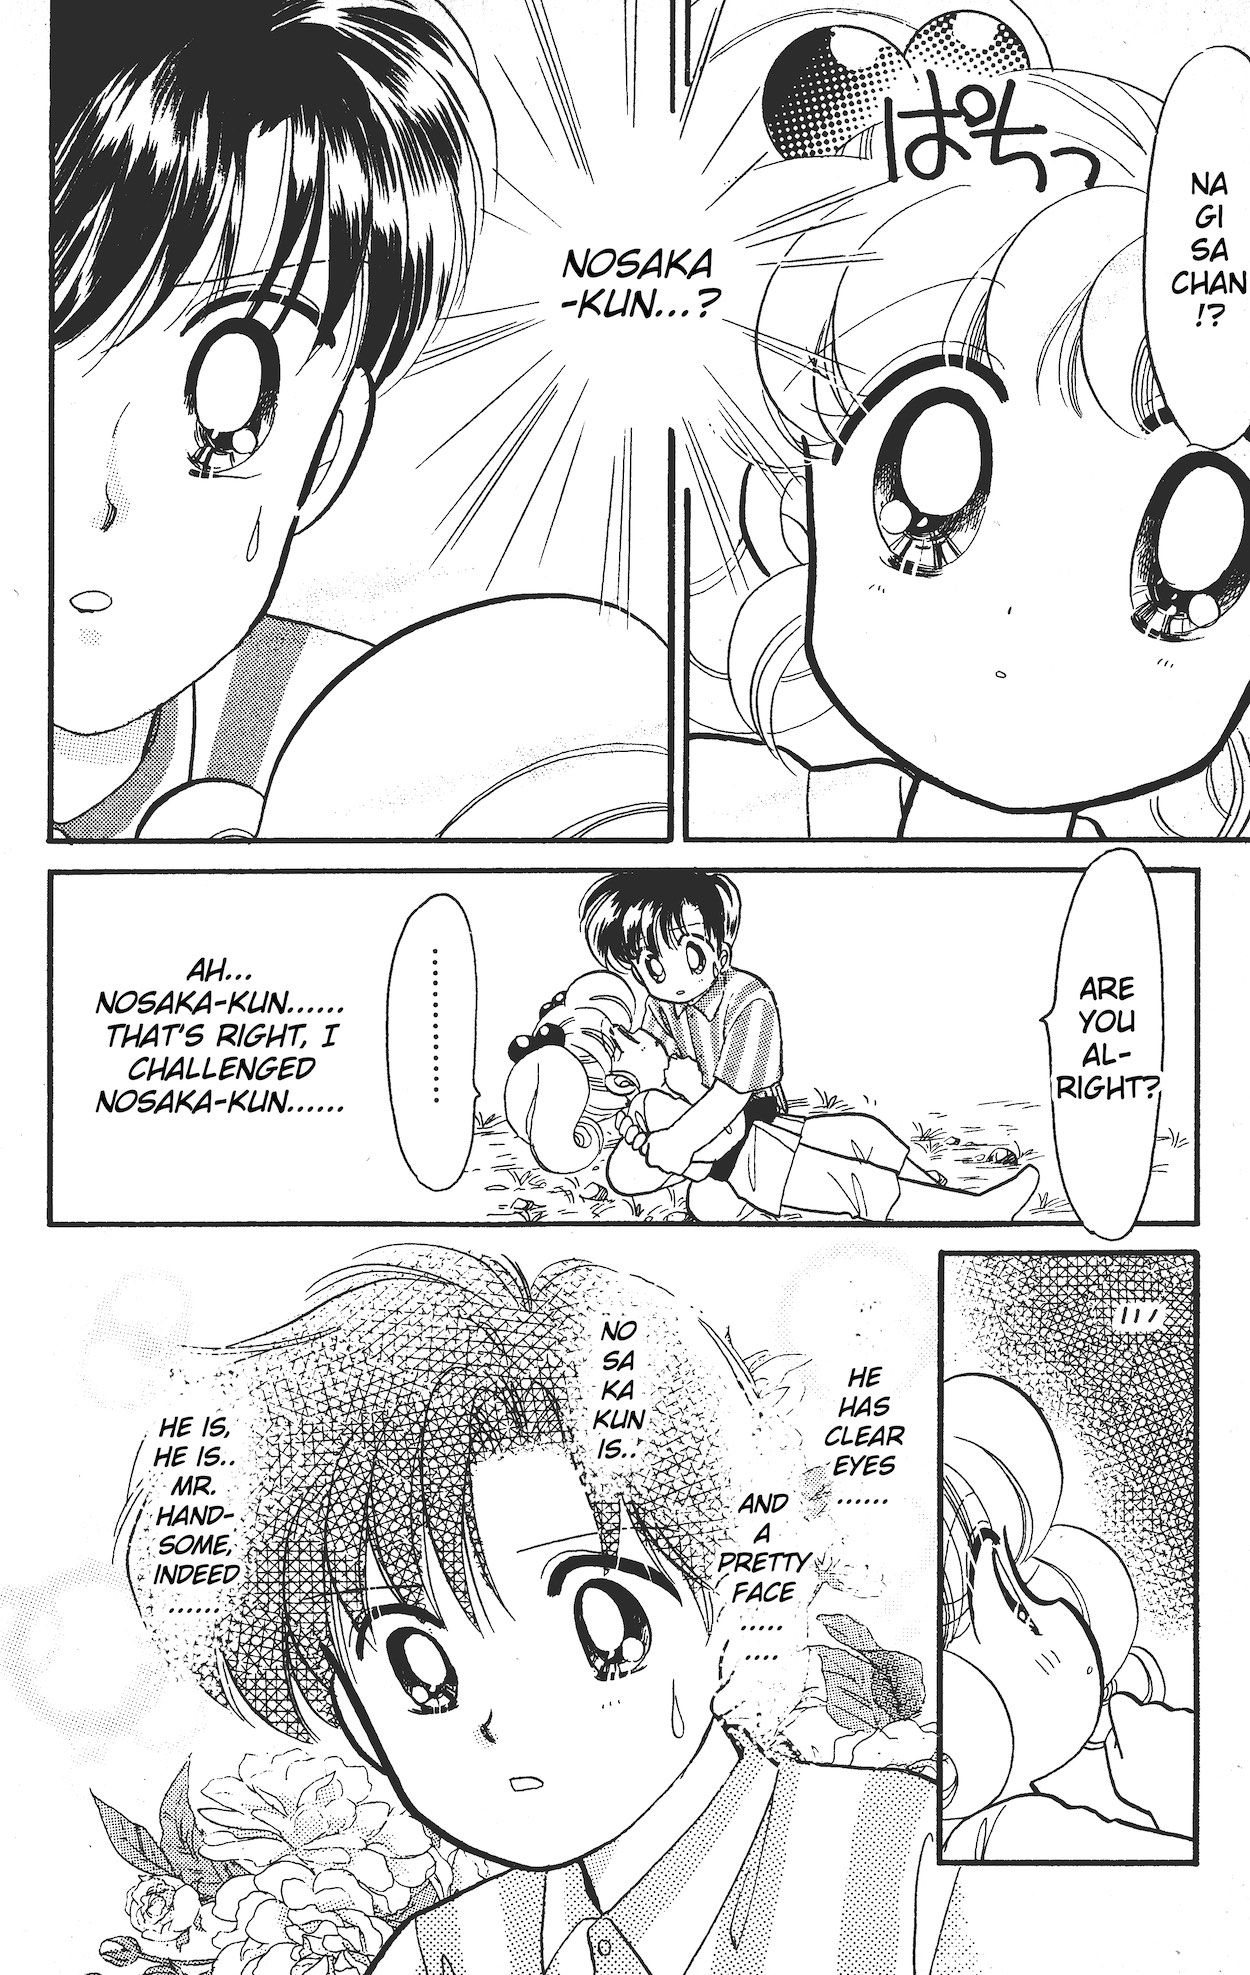 NA
GI
SA
CHAN
!?
ぱちっ
NOSAKA
-KUN...?
ARE
YOU
AL-
RIGHT?
..........
AH...
NOSAKA-KUN......
THAT'S RIGHT, I
CHALLENGED
NOSAKA-KUN......
HE
HAS
CLEAR
EYES
......
AND
A
PRETTY
FACE
.....
....
NO
SA
KA
KUN
IS..
HE IS,
HE IS..
MR.
HAND-
SOME,
INDEED
......